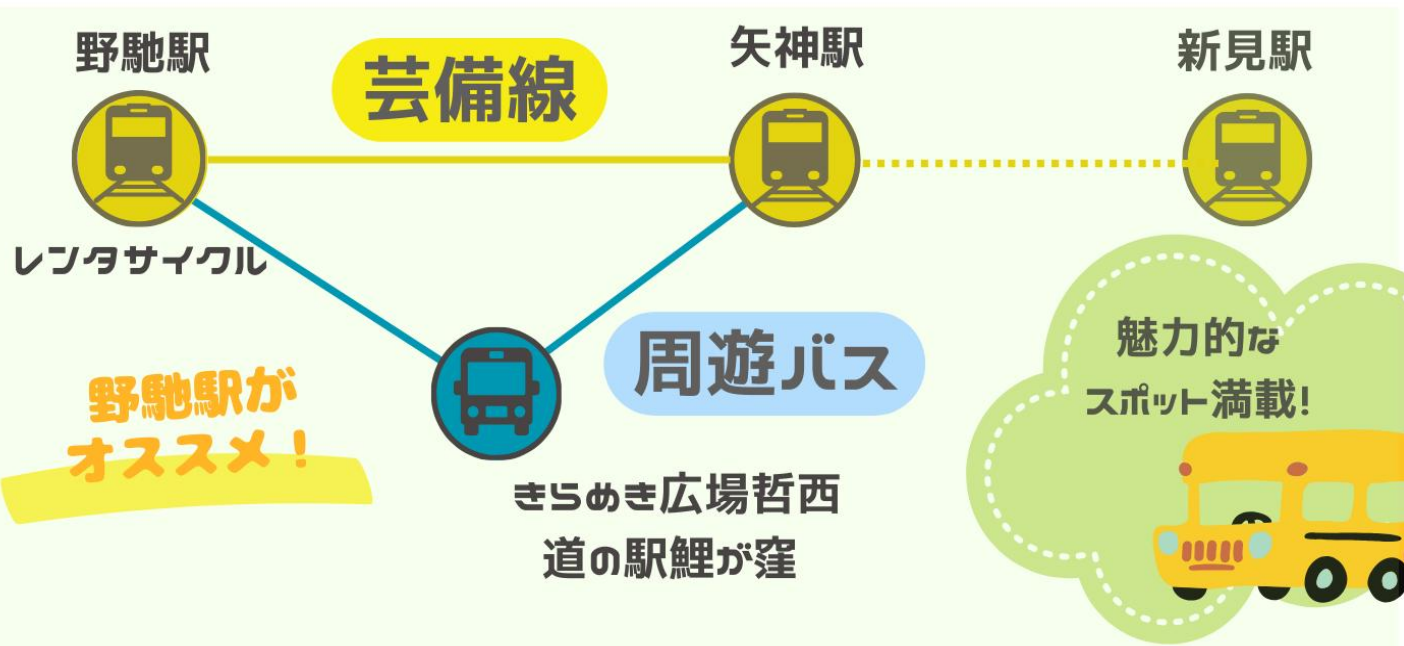 野馳駅
芸備線
矢神駅
新見駅
レンタサイクル
周遊バス
魅力的な
スポット満載!
野馳駅が
オススメ!
きらめき広場哲西
道の駅鯉が窪